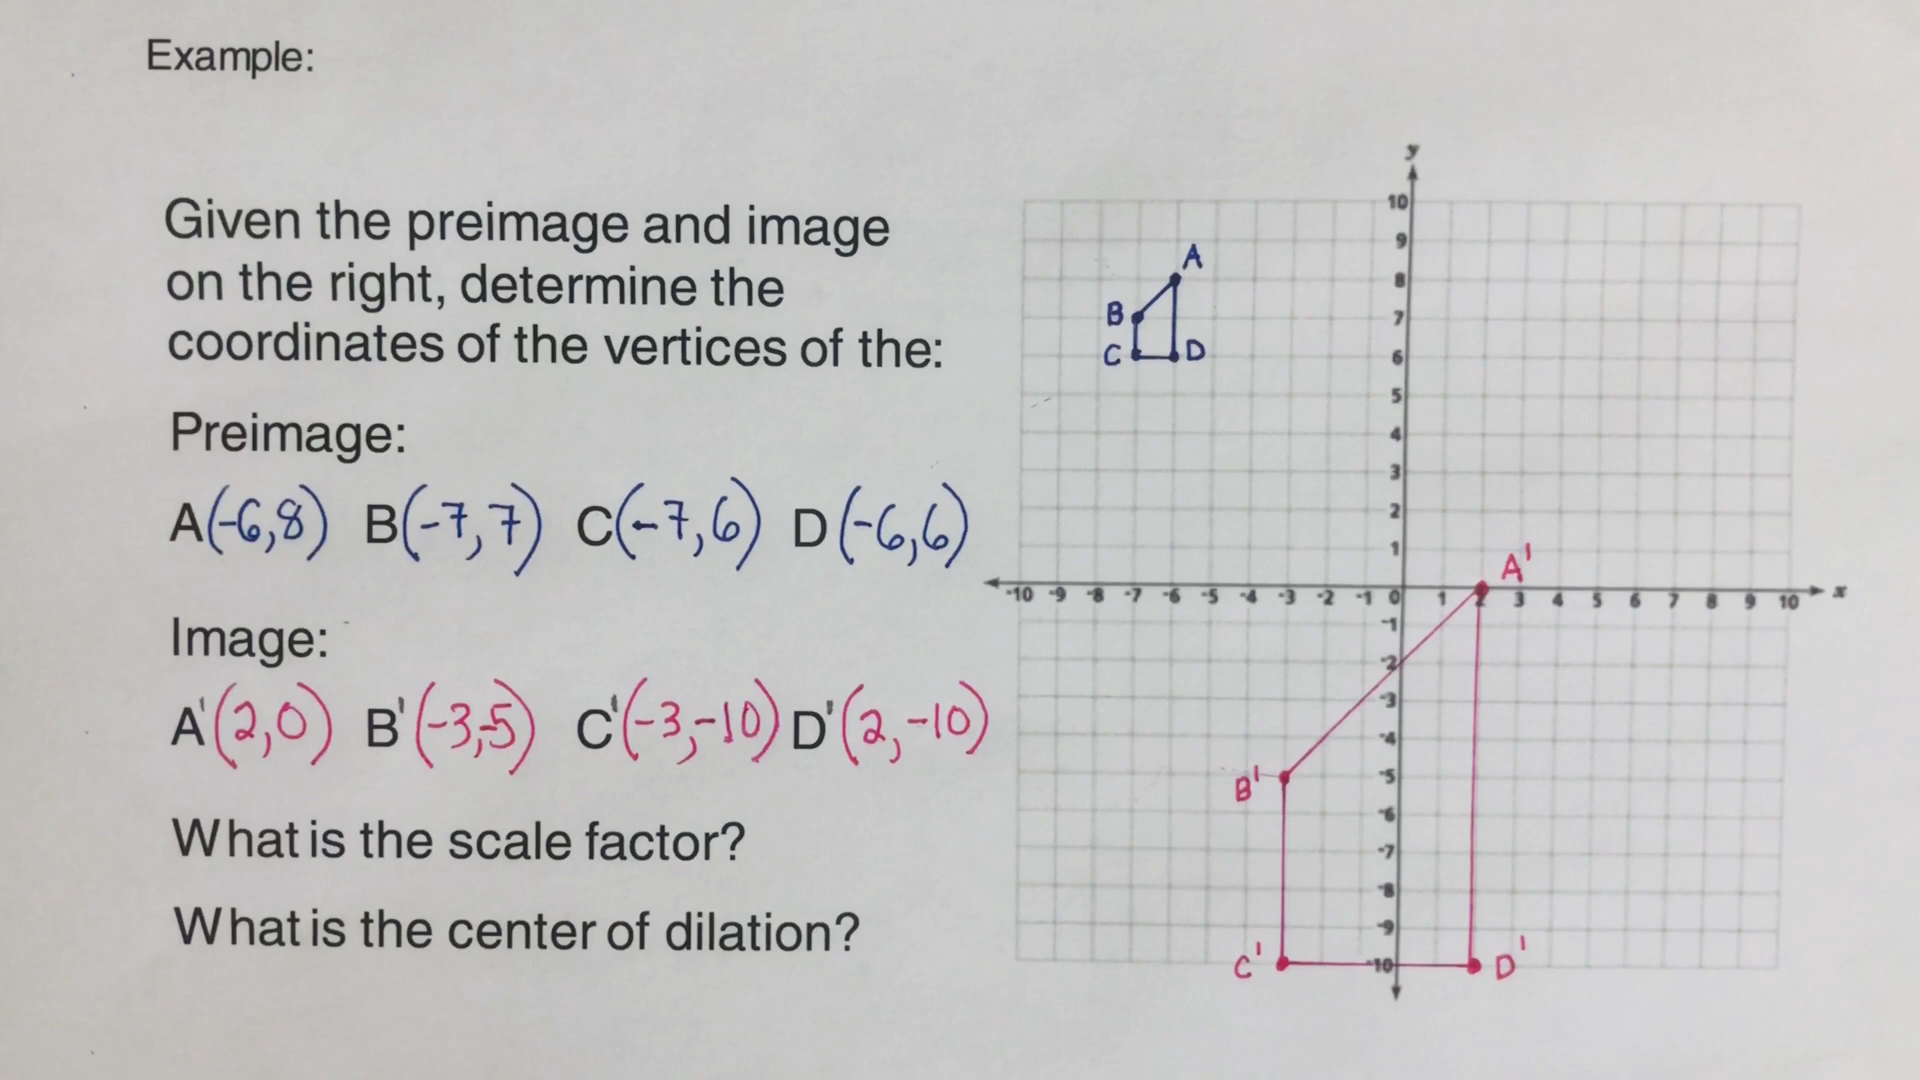 Example:
Given the preimage and image
on the right, determine the
coordinates of the vertices of the:
Preimage:
A(-6,8) B(-7,7) C(-7,6) D(-6,6)
Image:
A'(2,0) B'(-3,-5) C'(-3,-10) D'(2,-10)
What is the scale factor?
What is the center of dilation?
y
10
9
A
8
B
7
C D
6
5
4
3
2
1
A'
-10 -9 -8 -7 -6 -5 -4 -3 -2 -1 0 1 2 3 4 5 6 7 8 9 10 x
-1
-2
-3
-4
B' -5
-6
-7
-8
-9
C' -10 D'